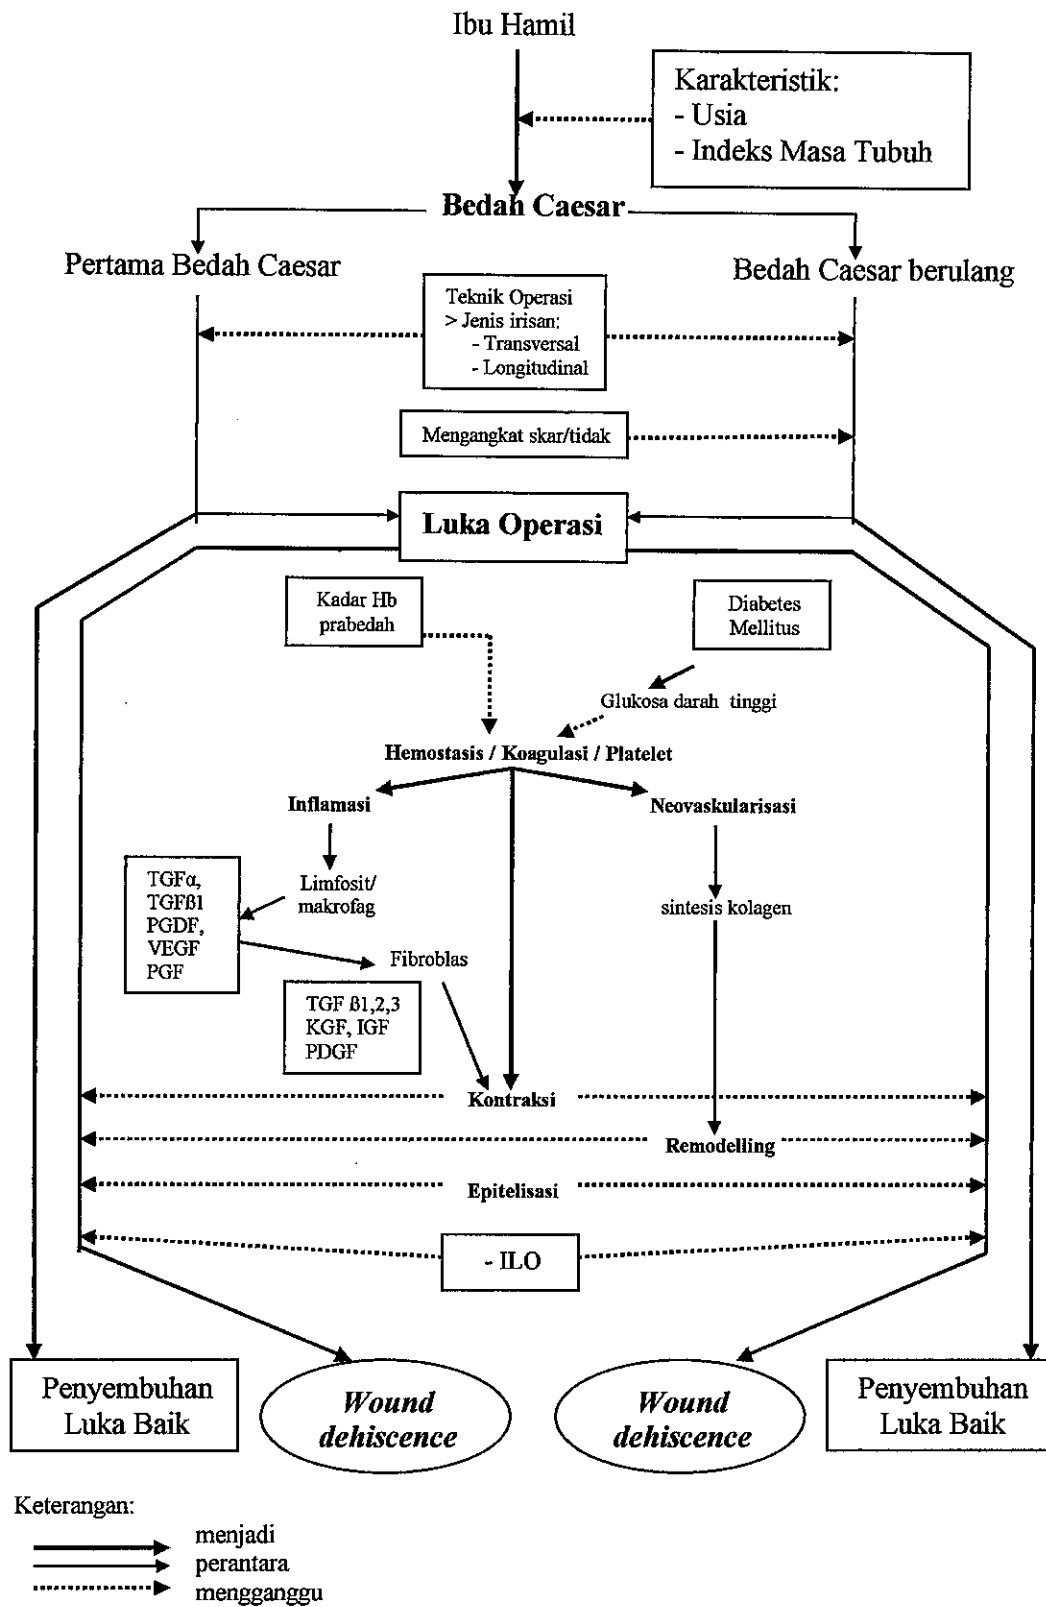 Ibu Hamil
Karakteristik:
- Usia
- Indeks Masa Tubuh
Bedah Caesar
Pertama Bedah Caesar
Bedah Caesar berulang
Teknik Operasi
> Jenis irisan:
- Transversal
- Longitudinal
Mengangkat skar/tidak
Luka Operasi
Kadar Hb
prabedah
Diabetes
Mellitus
Glukosa darah tinggi
Hemostasis / Koagulasi / Platelet
Inflamasi
Neovaskularisasi
TGFα,
TGFß1
PGDF,
VEGF
PGF
Limfosit/
makrofag
sintesis kolagen
Fibroblas
TGF ß1,2,3
KGF, IGF
PDGF
Kontraksi
Remodelling
Epitelisasi
- ILO
Penyembuhan
Luka Baik
Wound
dehiscence
Wound
dehiscence
Penyembuhan
Luka Baik
Keterangan:
menjadi
perantara
mengganggu